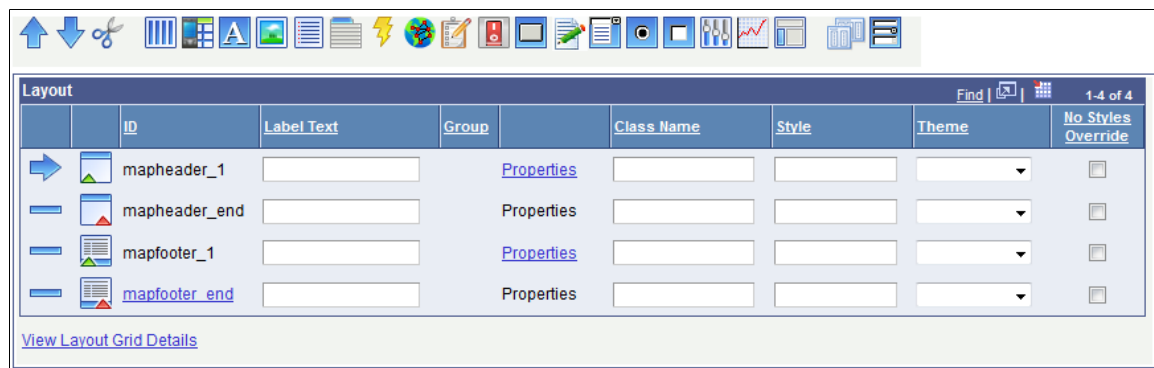 Layout
Find | | 1-4 of 4
ID Label Text Group Class Name Style Theme No Styles Override
mapheader_1 Properties
mapheader_end Properties
mapfooter_1 Properties
mapfooter_end Properties
View Layout Grid Details